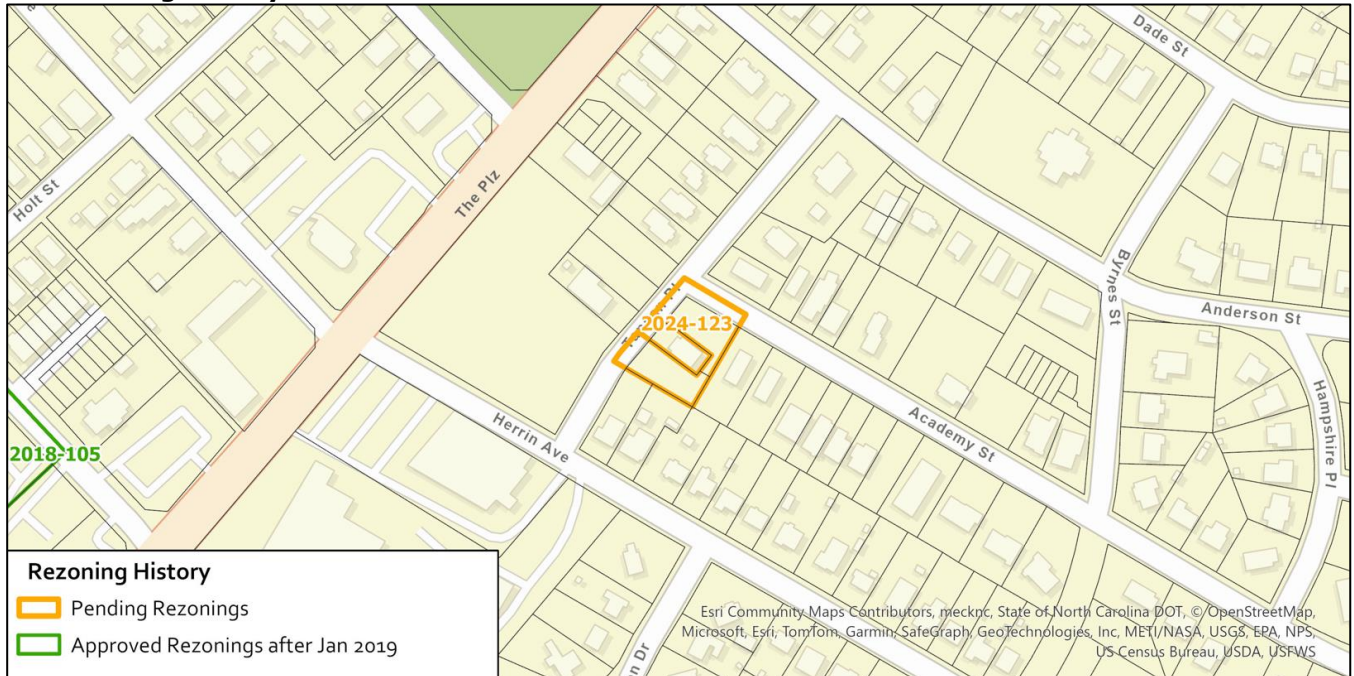 Dade St
Holt St
The Plz
Byrnes St
2024-123
Anderson St
Hampshire Pl
Herrin Ave
Academy St
2018-105
Rezoning History
Pending Rezonings
Approved Rezonings after Jan 2019
Esri Community Maps Contributors, mecknc, State of North Carolina DOT, © OpenStreetMap,
Microsoft, Esri, TomTom, Garmin, SafeGraph, GeoTechnologies, Inc, METI/NASA, USGS, EPA, NPS,
US Census Bureau, USDA, USFWS